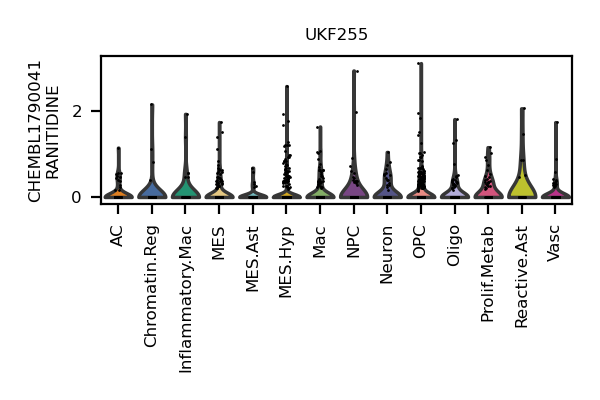 UKF255
CHEMBL1790041
RANITIDINE
2
0
AC
Chromatin.Reg
Inflammatory.Mac
MES
MES.Ast
MES.Hyp
Mac
NPC
Neuron
OPC
Oligo
Prolif.Metab
Reactive.Ast
Vasc